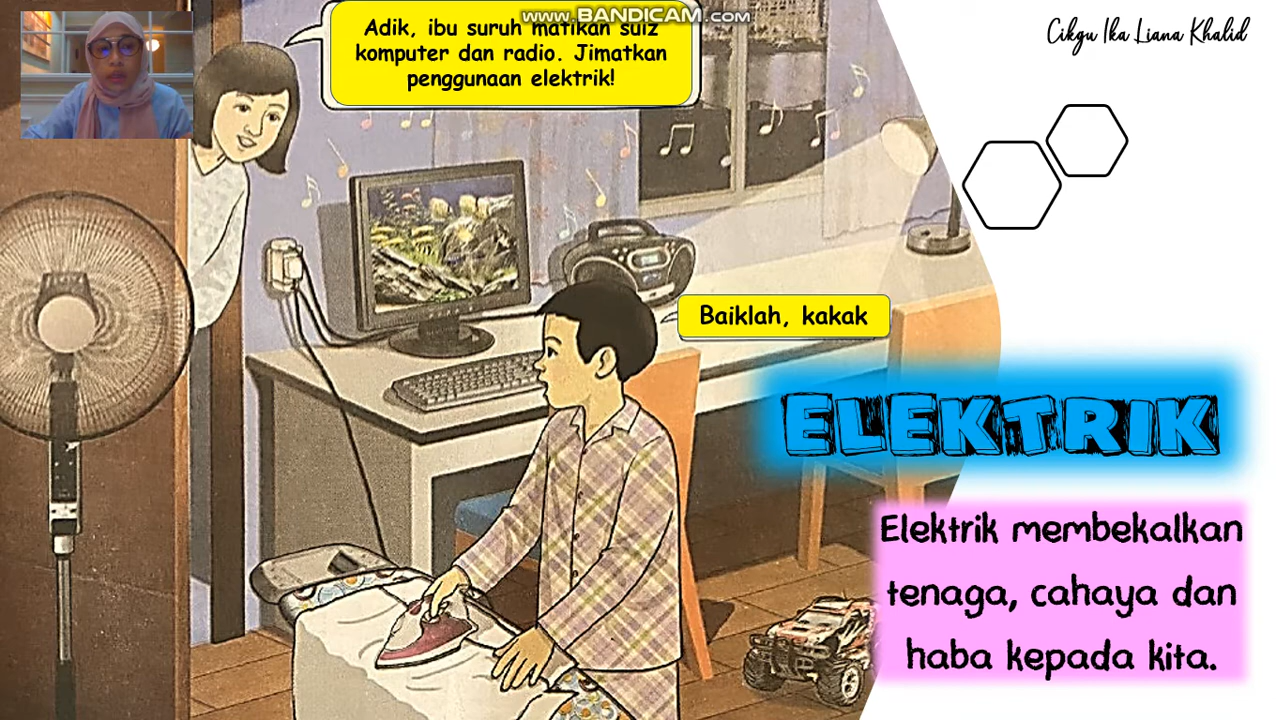 www.BANDICAM.com
Adik, ibu suruh matikan suiz
komputer dan radio. Jimatkan
penggunaan elektrik!
Cikgu Ika Liana Khalid
Baiklah, kakak
ELEKTRIK
Elektrik membekalkan
tenaga, cahaya dan
haba kepada kita.